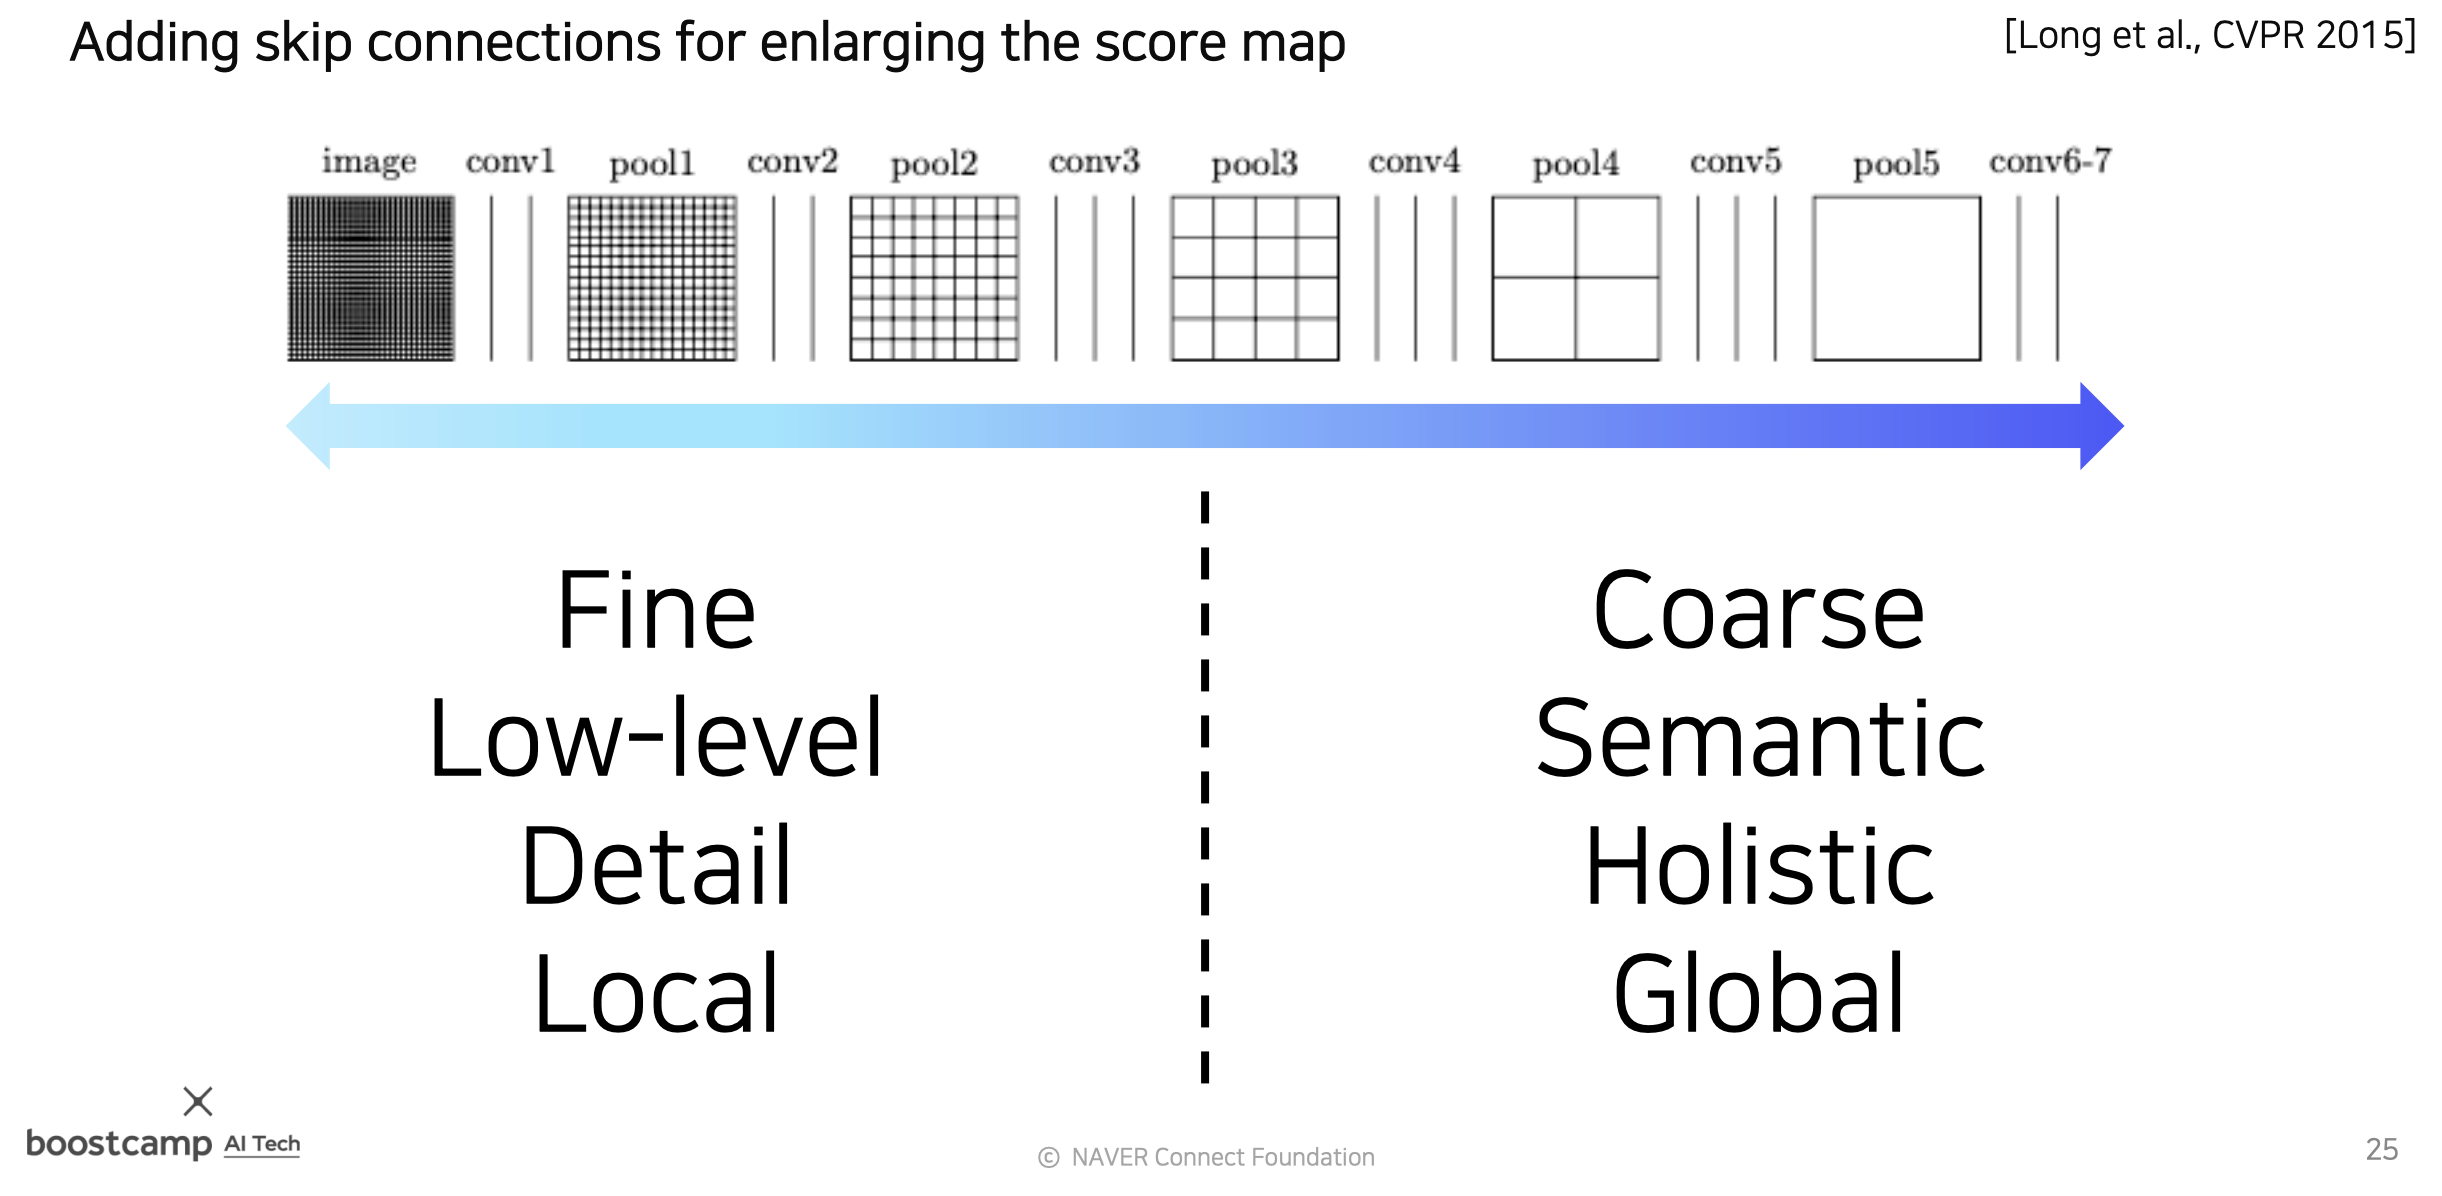 Adding skip connections for enlarging the score map
[Long et al., CVPR 2015]
image conv1 pool1 conv2 pool2 conv3 pool3 conv4 pool4 conv5 pool5 conv6-7
Fine
Low-level
Detail
Local
Coarse
Semantic
Holistic
Global
boostcamp AI Tech
© NAVER Connect Foundation
25